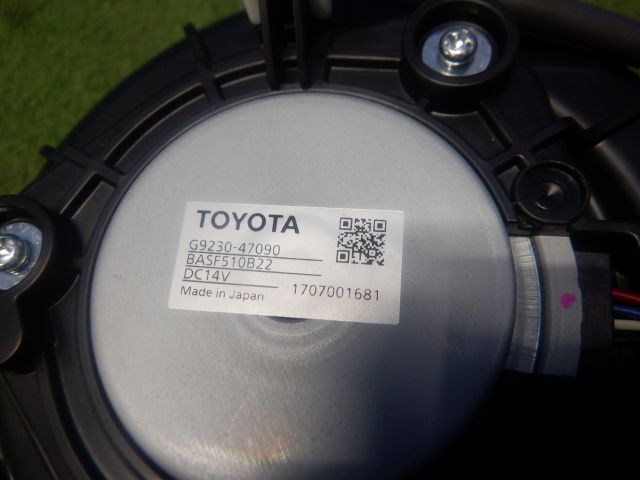 TOYOTA
G9230-47090
BASF510B22
DC14V
Made in Japan 1707001681